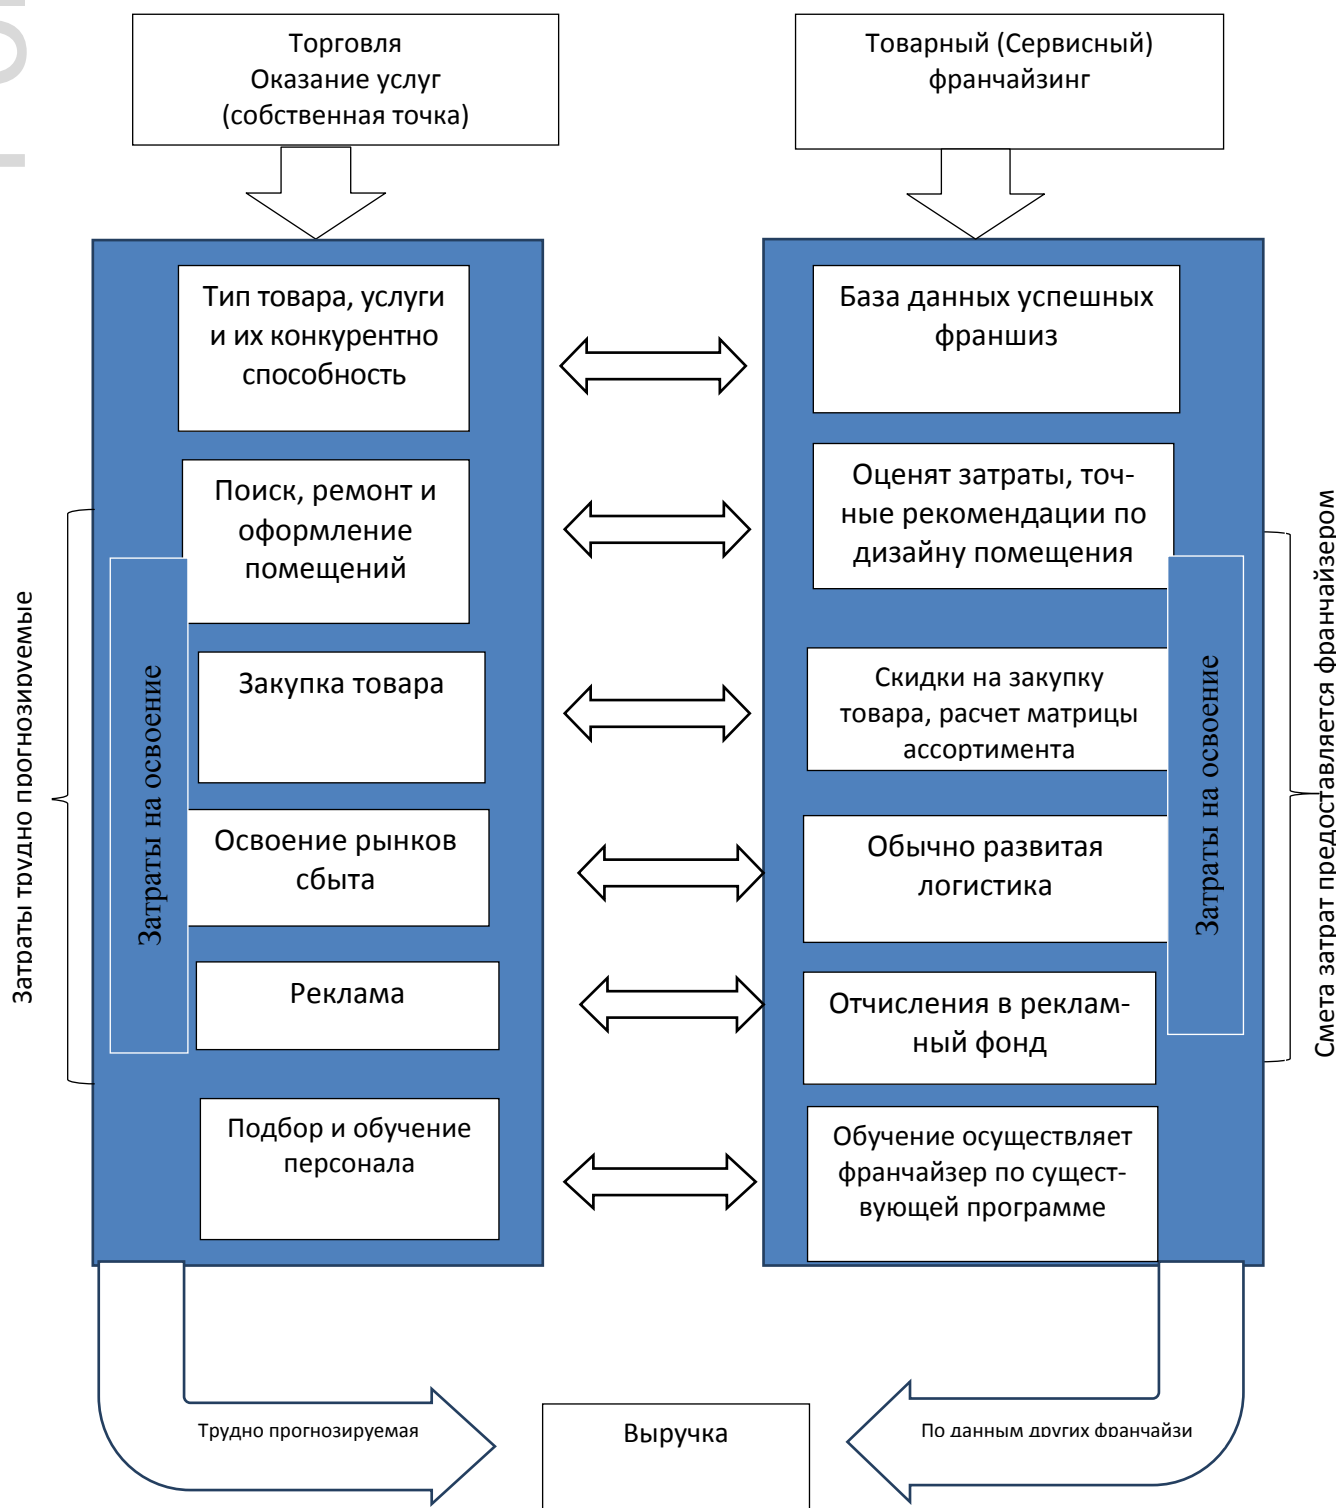 Торговля
Оказание услуг
(собственная точка)
Товарный (Сервисный)
франчайзинг
Тип товара, услуги
и их конкурентно
способность
База данных успешных
франшиз
Поиск, ремонт и
оформление
помещений
Оценят затраты, точ-
ные рекомендации по
дизайну помещения
Закупка товара
Скидки на закупку
товара, расчет матрицы
ассортимента
Освоение рынков
сбыта
Обычно развитая
логистика
Реклама
Отчисления в реклам-
ный фонд
Подбор и обучение
персонала
Обучение осуществляет
франчайзер по сущест-
вующей программе
Затраты трудно прогнозируемые
Затраты на освоение
Затраты на освоение
Смета затрат предоставляется франчайзером
Трудно прогнозируемая
Выручка
По данным других франчайзи